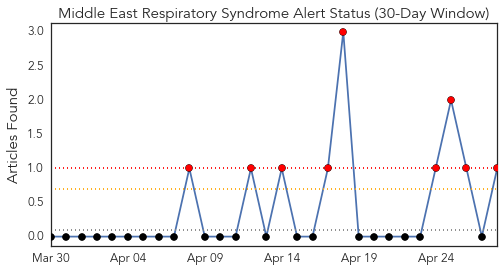 Middle East Respiratory Syndrome Alert Status (30-Day Window)
Articles Found
3.0
2.5
2.0
1.5
1.0
0.5
0.0
Mar 30 Apr 04 Apr 09 Apr 14 Apr 19 Apr 24